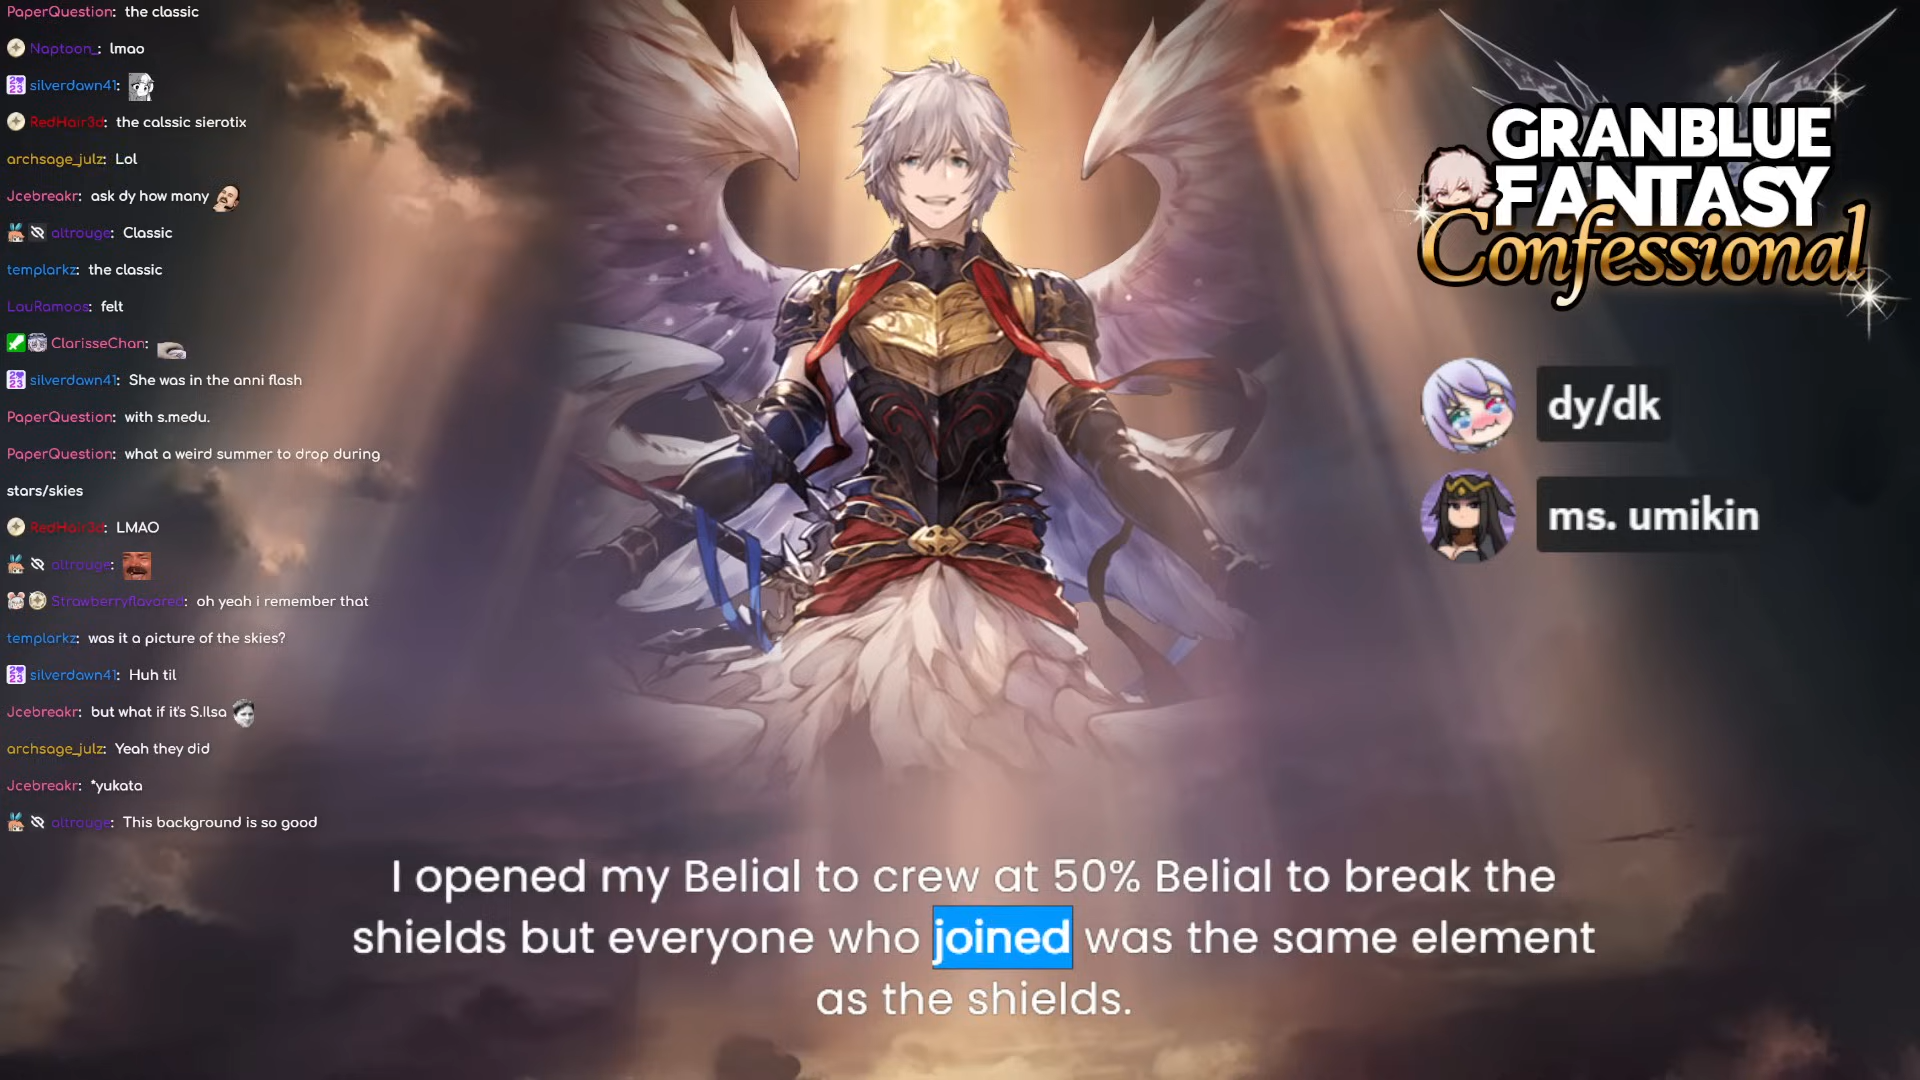 PaperQuestion: the classic
Naptoon_: lmao
silverdawn41:
RedHair3d: the calssic sierotix
archsage_julz: Lol
Jcebreakr: ask dy how many
altrouge: Classic
templarkz: the classic
LauRamoos: felt
ClarisseChan:
silverdawn41: She was in the anni flash
PaperQuestion: with s.medu.
PaperQuestion: what a weird summer to drop during
stars/skies
RedHair3d: LMAO
altrouge:
Strawberryflavored: oh yeah i remember that
templarkz: was it a picture of the skies?
silverdawn41: Huh til
Jcebreakr: but what if it's S.Ilsa
archsage_julz: Yeah they did
Jcebreakr: *yukata
altrouge: This background is so good
GRANBLUE
FANTASY
Confessional
dy/dk
ms. umikin
I opened my Belial to crew at 50% Belial to break the
shields but everyone who joined was the same element
as the shields.